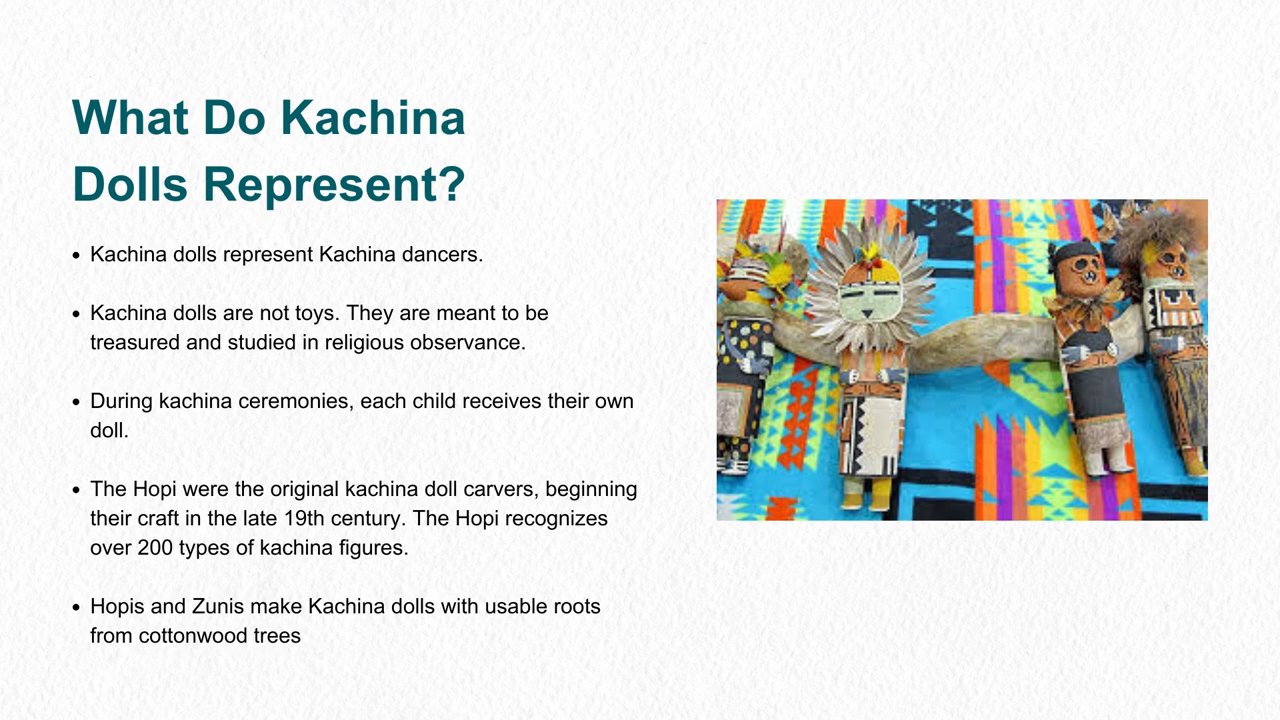 What Do Kachina
Dolls Represent?
• Kachina dolls represent Kachina dancers.
• Kachina dolls are not toys. They are meant to be
treasured and studied in religious observance.
• During kachina ceremonies, each child receives their own
doll.
• The Hopi were the original kachina doll carvers, beginning
their craft in the late 19th century. The Hopi recognizes
over 200 types of kachina figures.
• Hopis and Zunis make Kachina dolls with usable roots
from cottonwood trees